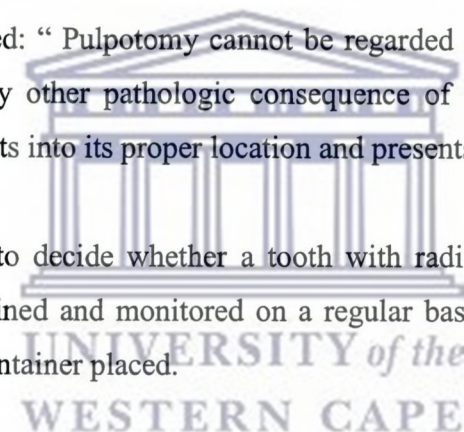 ed: “ Pulpotomy cannot be regarded
y other pathologic consequence of
ts into its proper location and presents
to decide whether a tooth with radi
ined and monitored on a regular bas
ntainer placed.
UNIVERSITY of the
WESTERN CAPE